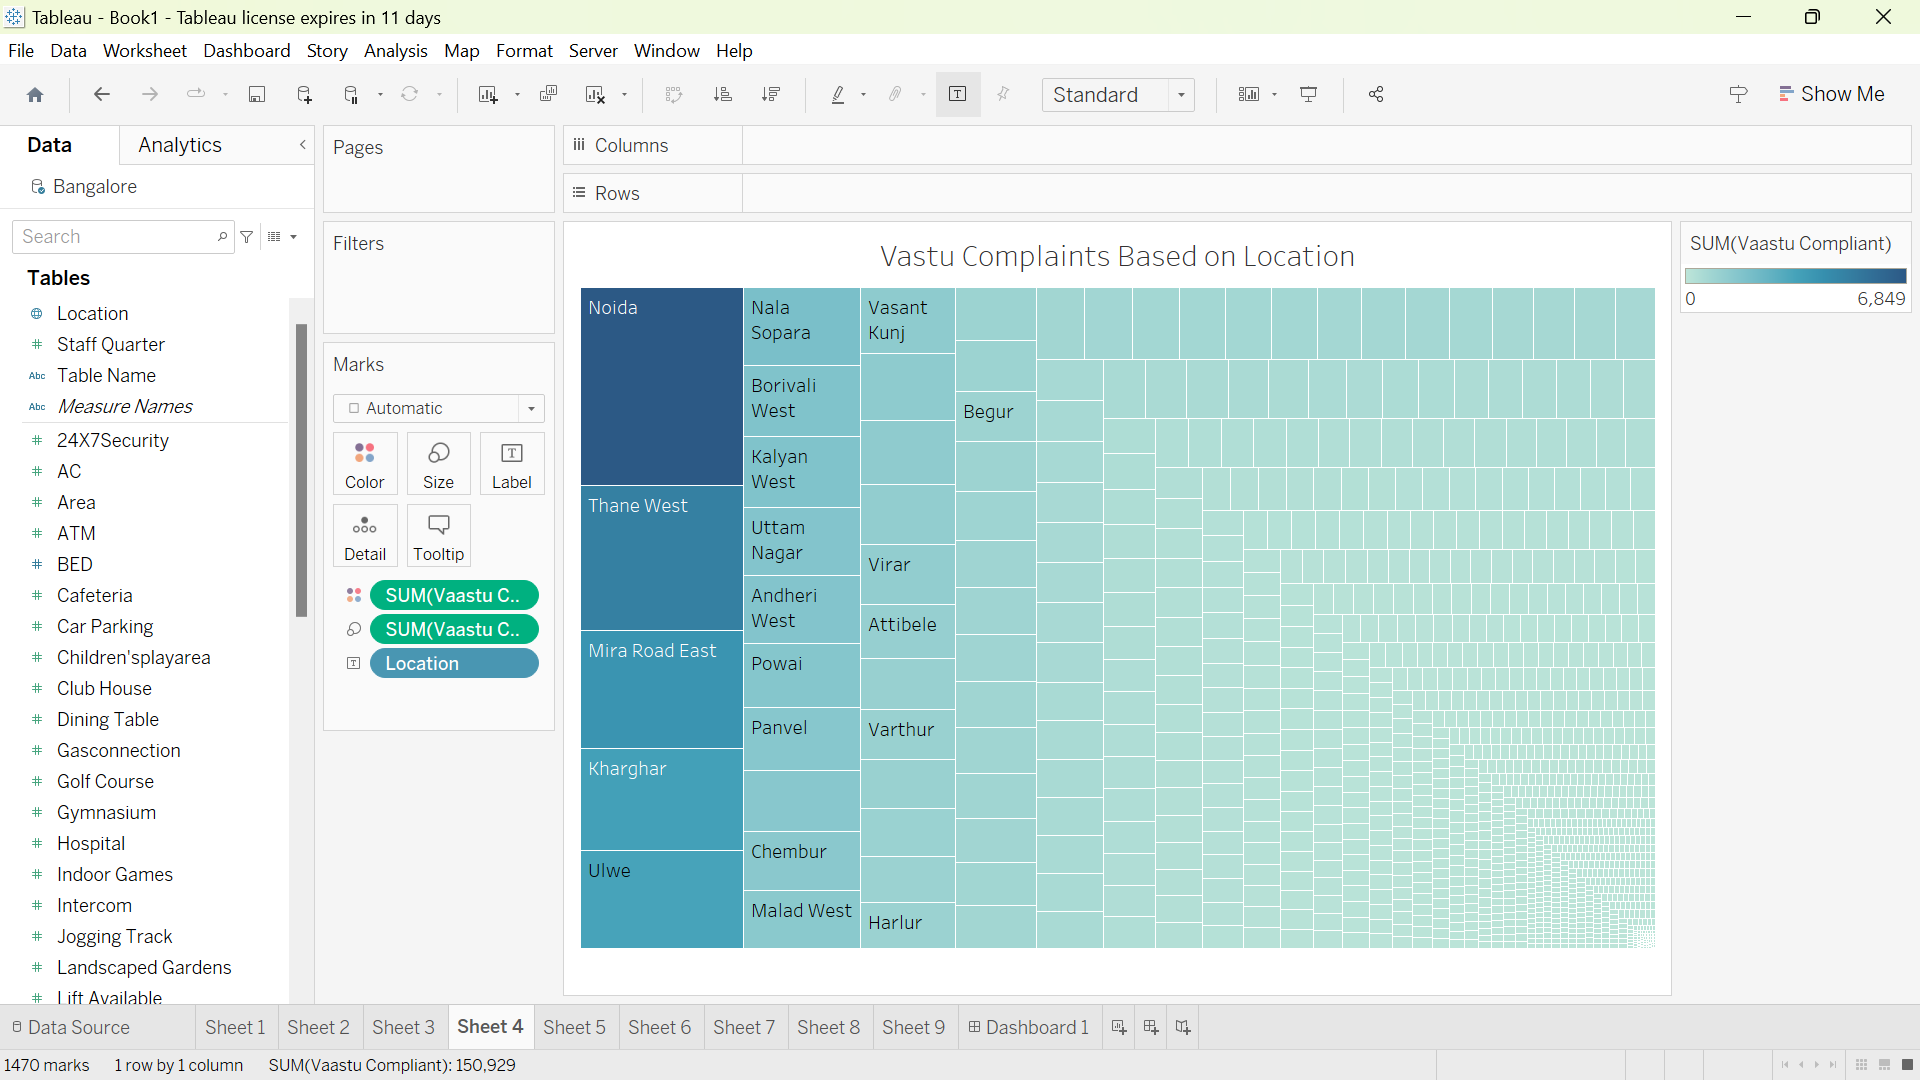 Tableau - Book1 - Tableau license expires in 11 days
File Data Worksheet Dashboard Story Analysis Map Format Server Window Help
Standard
Show Me
Data Analytics
Bangalore
Search
Tables
Location
Staff Quarter
Abc Table Name
Abc Measure Names
24X7Security
AC
Area
ATM
BED
Cafeteria
Car Parking
Children'splayarea
Club House
Dining Table
Gasconnection
Golf Course
Gymnasium
Hospital
Indoor Games
Intercom
Jogging Track
Landscaped Gardens
Lift Available
Pages
Filters
Marks
Automatic
Color Size Label
Detail Tooltip
SUM(Vaastu C..
SUM(Vaastu C..
Location
Columns
Rows
Vastu Complaints Based on Location
Noida
Thane West
Mira Road East
Kharghar
Ulwe
Nala
Sopara
Borivali
West
Kalyan
West
Uttam
Nagar
Andheri
West
Powai
Panvel
Chembur
Malad West
Vasant
Kunj
Virar
Attibele
Varthur
Harlur
Begur
SUM(Vaastu Compliant)
0 6,849
Data Source Sheet 1 Sheet 2 Sheet 3 Sheet 4 Sheet 5 Sheet 6 Sheet 7 Sheet 8 Sheet 9 Dashboard 1
1470 marks 1 row by 1 column SUM(Vaastu Compliant): 150,929